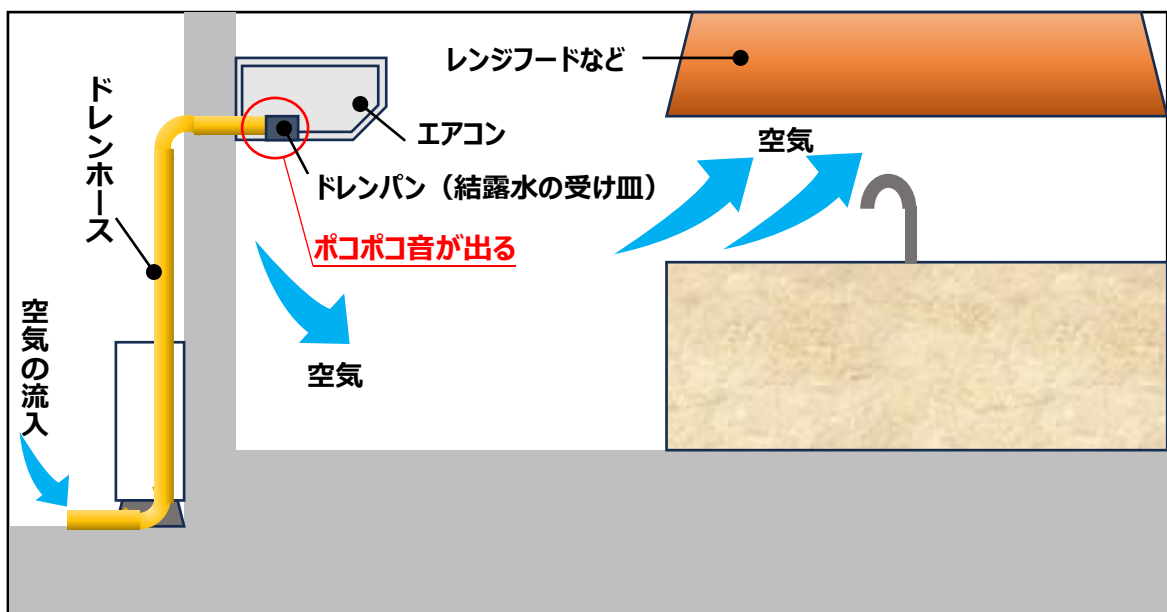 レンジフードなど
ドレンホース
エアコン
空気
ドレンパン（結露水の受け皿）
ポコポコ音が出る
空気の流入
空気